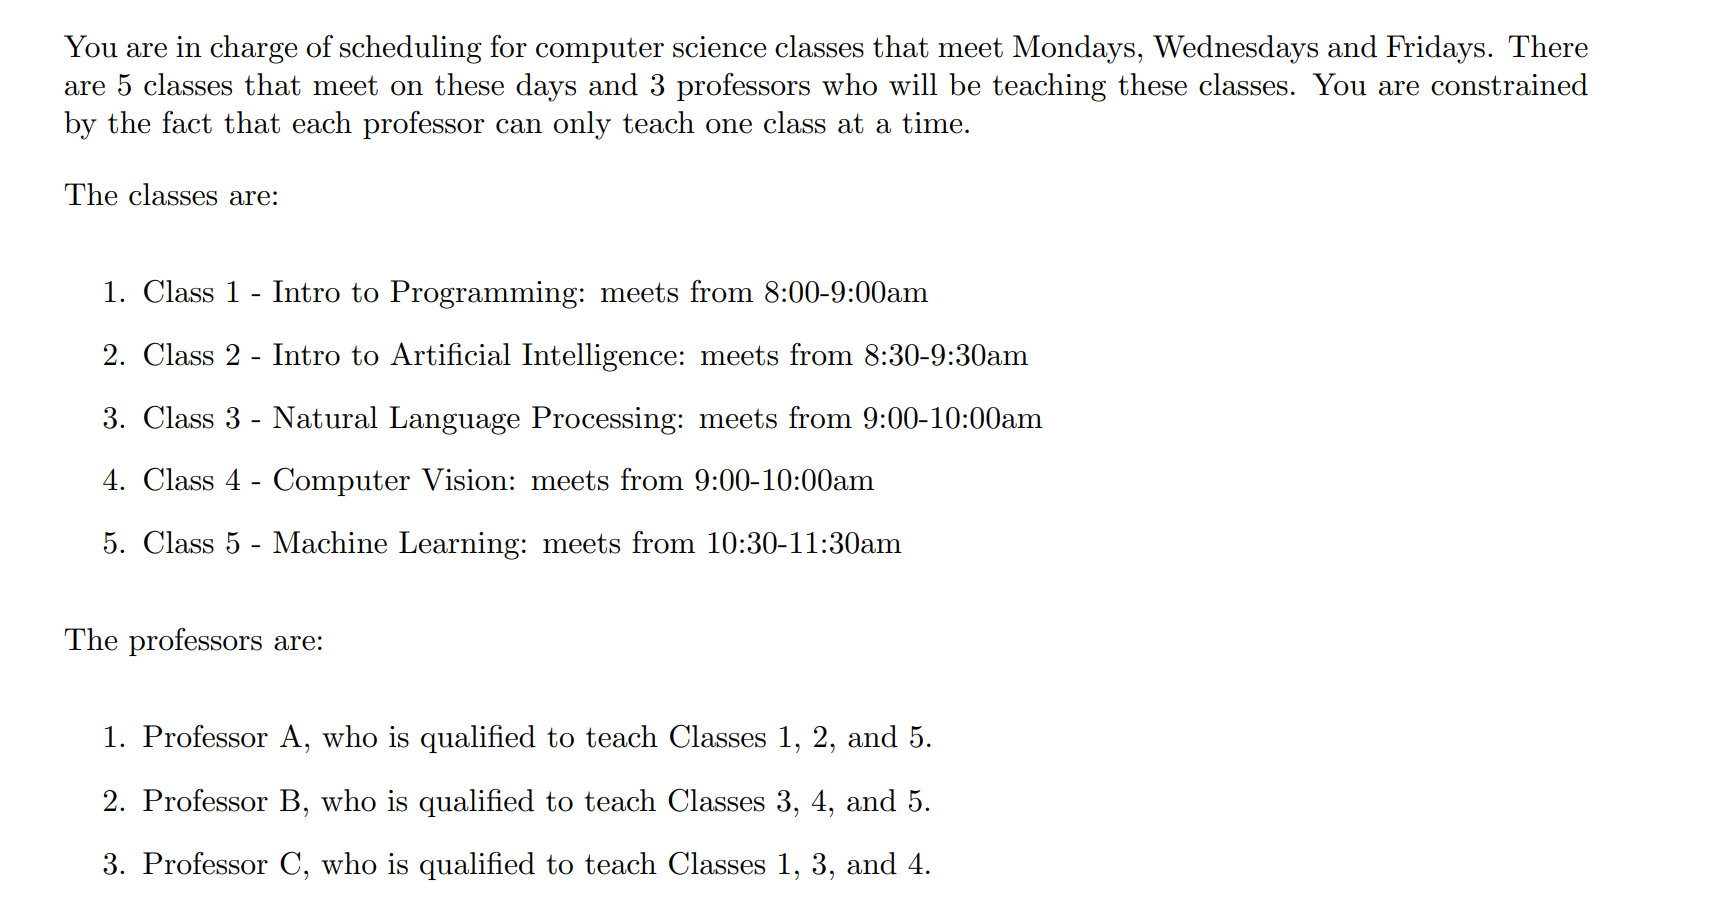 You are in charge of scheduling for computer science classes that meet Mondays, Wednesdays and Fridays. There
are 5 classes that meet on these days and 3 professors who will be teaching these classes. You are constrained
by the fact that each professor can only teach one class at a time.
The classes are:
1. Class 1 - Intro to Programming: meets from 8:00-9:00am
2. Class 2 - Intro to Artificial Intelligence: meets from 8:30-9:30am
3. Class 3 - Natural Language Processing: meets from 9:00-10:00am
4. Class 4 - Computer Vision: meets from 9:00-10:00am
5. Class 5 - Machine Learning: meets from 10:30-11:30am
The professors are:
1. Professor A, who is qualified to teach Classes 1, 2, and 5.
2. Professor B, who is qualified to teach Classes 3, 4, and 5.
3. Professor C, who is qualified to teach Classes 1, 3, and 4.